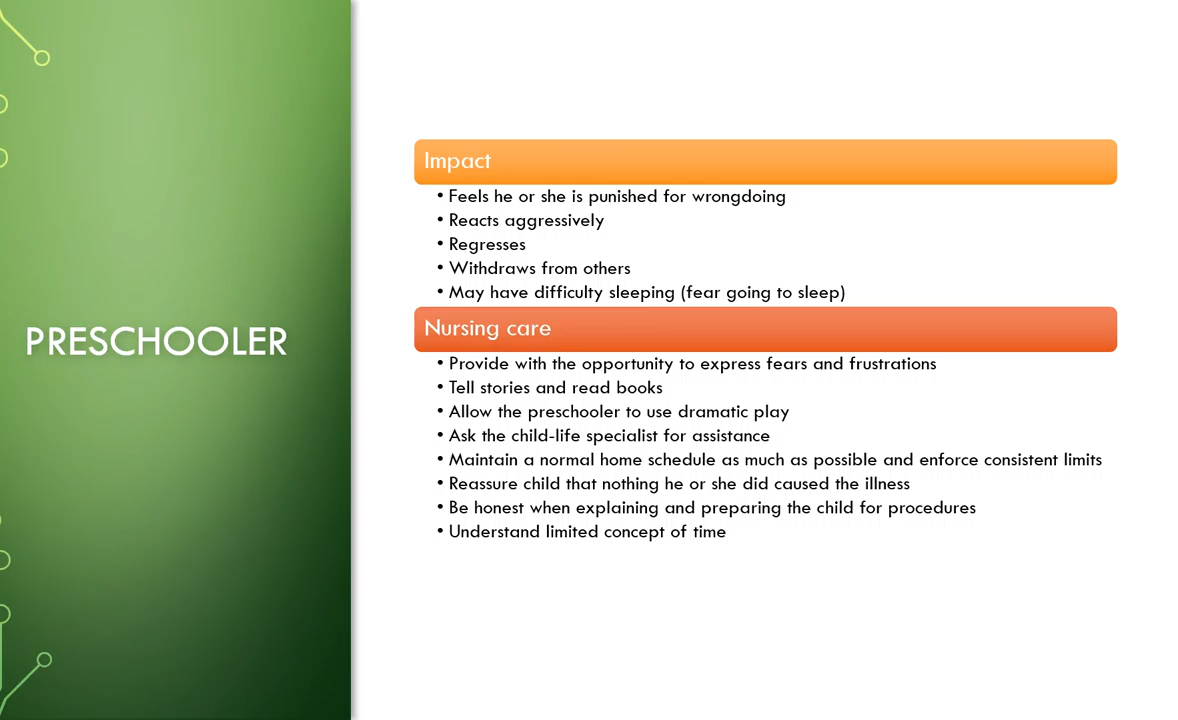 PRESCHOOLER
Impact
• Feels he or she is punished for wrongdoing
• Reacts aggressively
• Regresses
• Withdraws from others
• May have difficulty sleeping (fear going to sleep)
Nursing care
• Provide with the opportunity to express fears and frustrations
• Tell stories and read books
• Allow the preschooler to use dramatic play
• Ask the child-life specialist for assistance
• Maintain a normal home schedule as much as possible and enforce consistent limits
• Reassure child that nothing he or she did caused the illness
• Be honest when explaining and preparing the child for procedures
• Understand limited concept of time